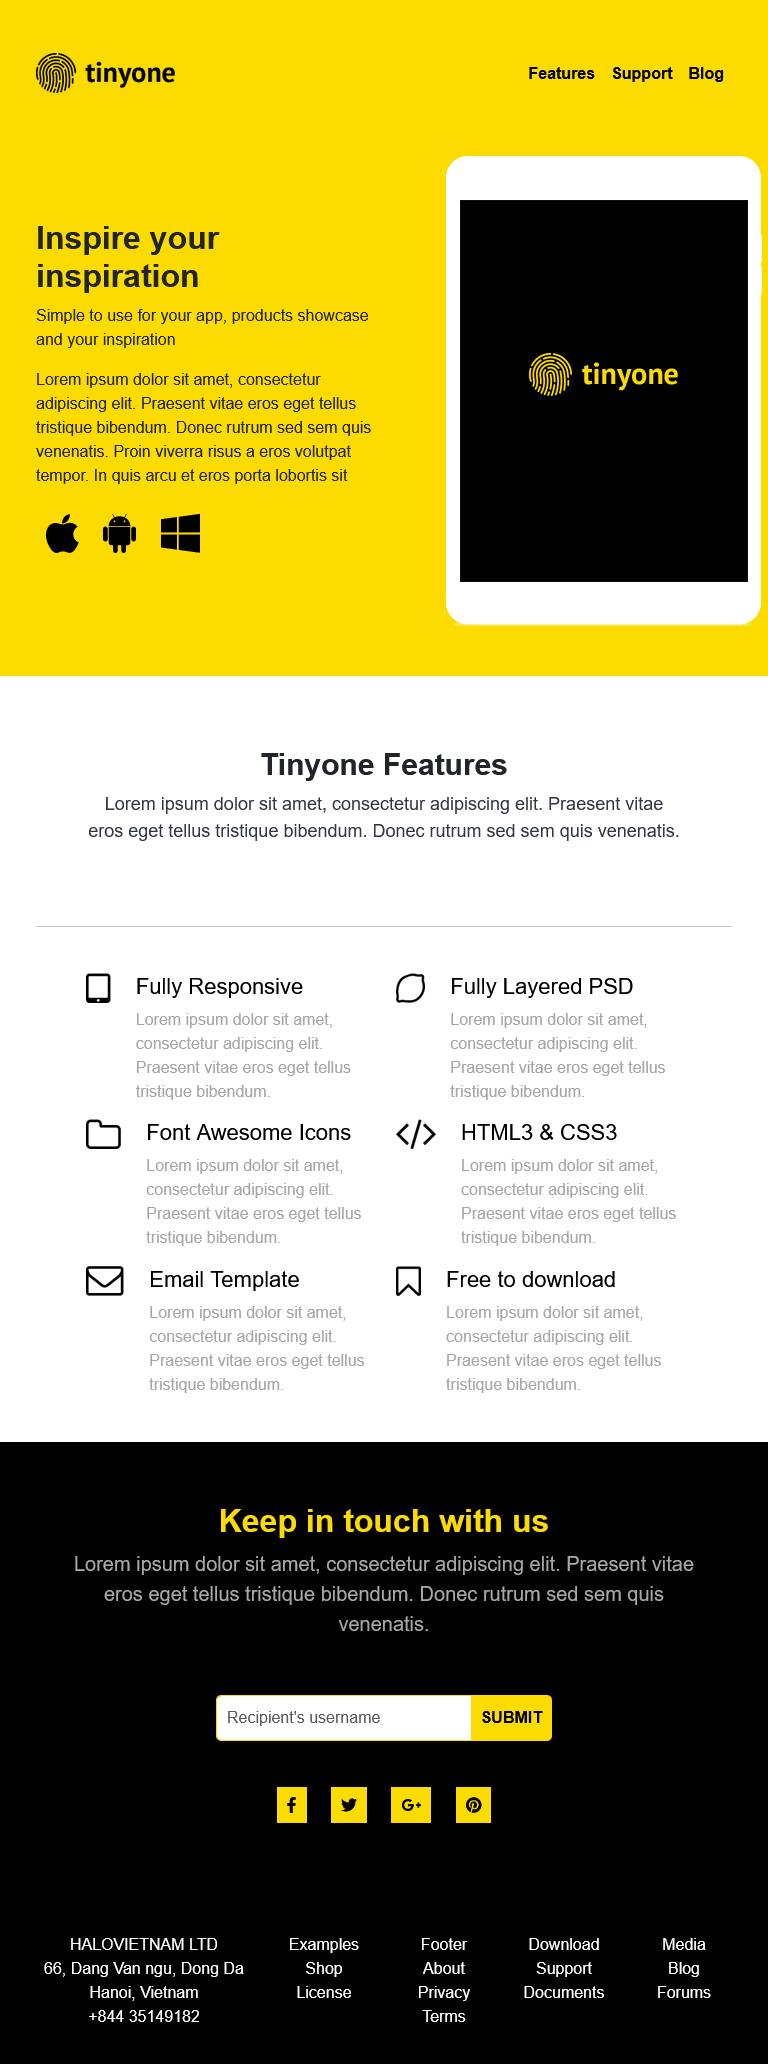 tinyone
Features Support Blog
Inspire your
inspiration
Simple to use for your app, products showcase
and your inspiration
Lorem ipsum dolor sit amet, consectetur
adipiscing elit. Praesent vitae eros eget tellus
tristique bibendum. Donec rutrum sed sem quis
venenatis. Proin viverra risus a eros volutpat
tempor. In quis arcu et eros porta lobortis sit
tinyone
Tinyone Features
Lorem ipsum dolor sit amet, consectetur adipiscing elit. Praesent vitae
eros eget tellus tristique bibendum. Donec rutrum sed sem quis venenatis.
Fully Responsive
Lorem ipsum dolor sit amet,
consectetur adipiscing elit.
Praesent vitae eros eget tellus
tristique bibendum.
Fully Layered PSD
Lorem ipsum dolor sit amet,
consectetur adipiscing elit.
Praesent vitae eros eget tellus
tristique bibendum.
Font Awesome Icons
Lorem ipsum dolor sit amet,
consectetur adipiscing elit.
Praesent vitae eros eget tellus
tristique bibendum.
HTML3 & CSS3
Lorem ipsum dolor sit amet,
consectetur adipiscing elit.
Praesent vitae eros eget tellus
tristique bibendum.
Email Template
Lorem ipsum dolor sit amet,
consectetur adipiscing elit.
Praesent vitae eros eget tellus
tristique bibendum.
Free to download
Lorem ipsum dolor sit amet,
consectetur adipiscing elit.
Praesent vitae eros eget tellus
tristique bibendum.
Keep in touch with us
Lorem ipsum dolor sit amet, consectetur adipiscing elit. Praesent vitae
eros eget tellus tristique bibendum. Donec rutrum sed sem quis
venenatis.
Recipient's username SUBMIT
HALOVIETNAM LTD
66, Dang Van ngu, Dong Da
Hanoi, Vietnam
+844 35149182
Examples
Shop
License
Footer
About
Privacy
Terms
Download
Support
Documents
Media
Blog
Forums